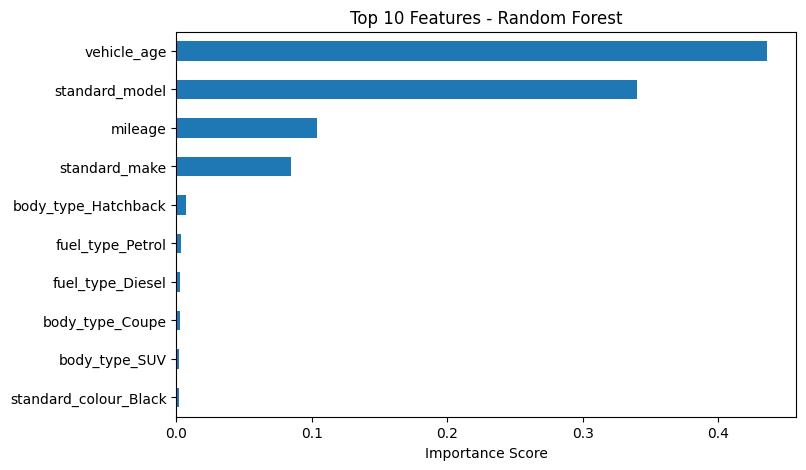 Top 10 Features - Random Forest
vehicle_age
standard_model
mileage
standard_make
body_type_Hatchback
fuel_type_Petrol
fuel_type_Diesel
body_type_Coupe
body_type_SUV
standard_colour_Black
0.0 0.1 0.2 0.3 0.4
Importance Score